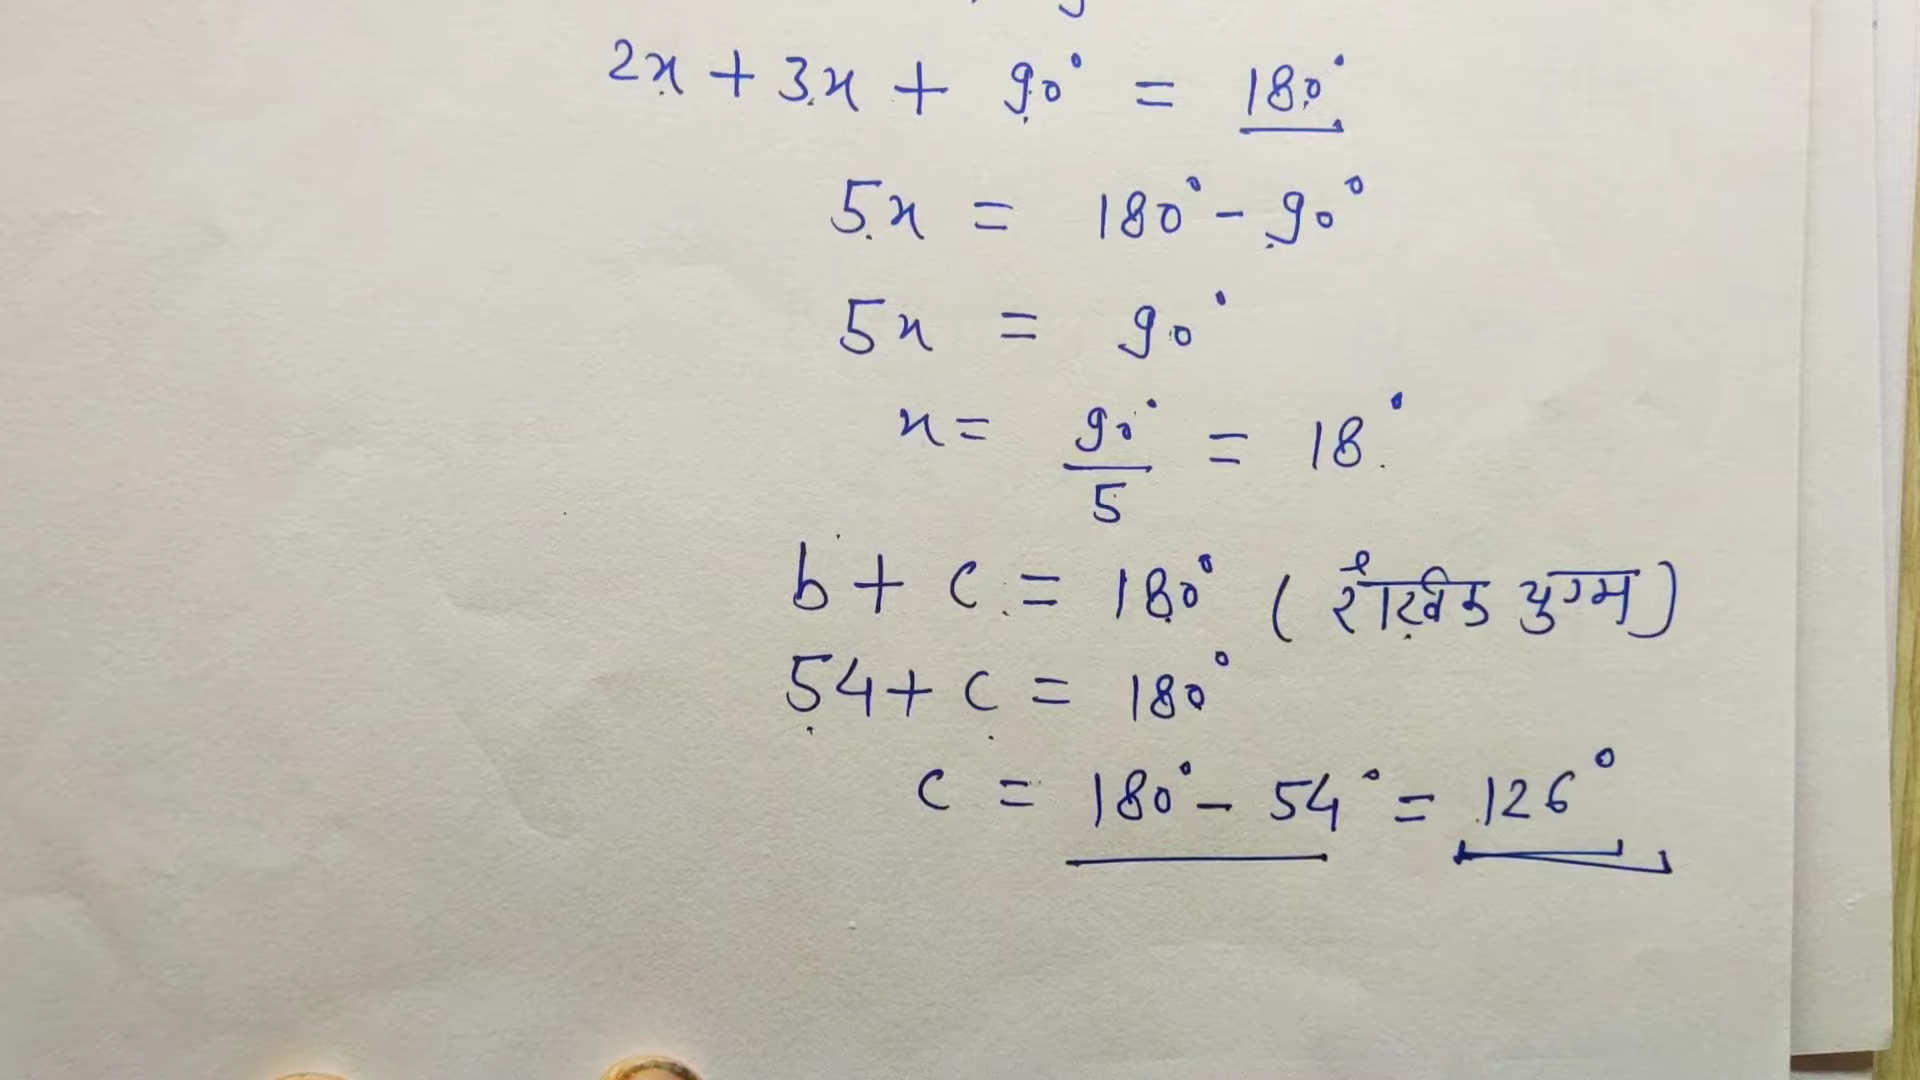 2x + 3x + 90° = 180°
5x = 180° - 90°
5x = 90°
x = 90°/5 = 18°
b + c = 180° (रैखिक युग्म)
54 + c = 180°
c = 180° - 54° = 126°